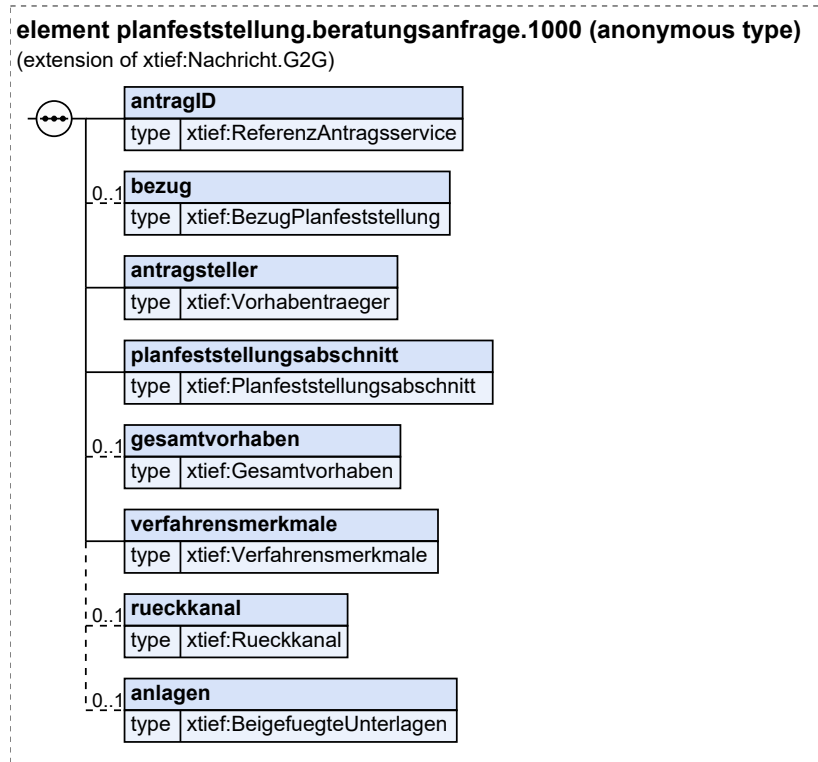 element planfeststellung.beratungsanfrage.1000 (anonymous type)
(extension of xtief:Nachricht.G2G)
antragID
type xtief:ReferenzAntragsservice
0..1 bezug
type xtief:BezugPlanfeststellung
antragsteller
type xtief:Vorhabentraeger
planfeststellungsabschnitt
type xtief:Planfeststellungsabschnitt
0..1 gesamtvorhaben
type xtief:Gesamtvorhaben
verfahrensmerkmale
type xtief:Verfahrensmerkmale
0..1 rueckkanal
type xtief:Rueckkanal
0..1 anlagen
type xtief:BeigefuegteUnterlagen